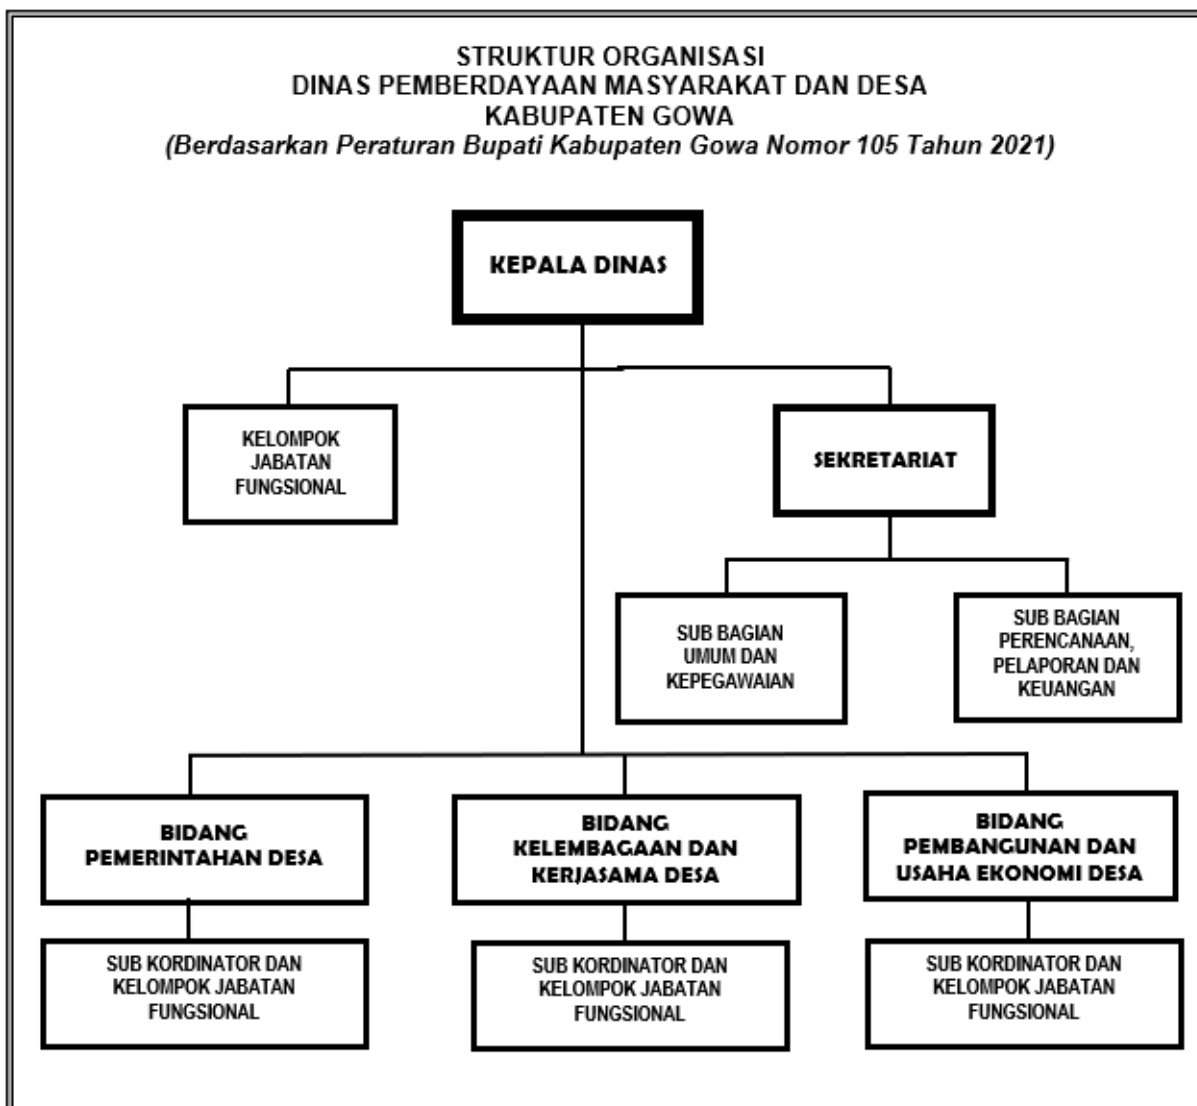 STRUKTUR ORGANISASI
DINAS PEMBERDAYAAN MASYARAKAT DAN DESA
KABUPATEN GOWA
(Berdasarkan Peraturan Bupati Kabupaten Gowa Nomor 105 Tahun 2021)
KEPALA DINAS
KELOMPOK
JABATAN
FUNGSIONAL
SEKRETARIAT
SUB BAGIAN
UMUM DAN
KEPEGAWAIAN
SUB BAGIAN
PERENCANAAN,
PELAPORAN DAN
KEUANGAN
BIDANG
PEMERINTAHAN DESA
BIDANG
KELEMBAGAAN DAN
KERJASAMA DESA
BIDANG
PEMBANGUNAN DAN
USAHA EKONOMI DESA
SUB KORDINATOR DAN
KELOMPOK JABATAN
FUNGSIONAL
SUB KORDINATOR DAN
KELOMPOK JABATAN
FUNGSIONAL
SUB KORDINATOR DAN
KELOMPOK JABATAN
FUNGSIONAL